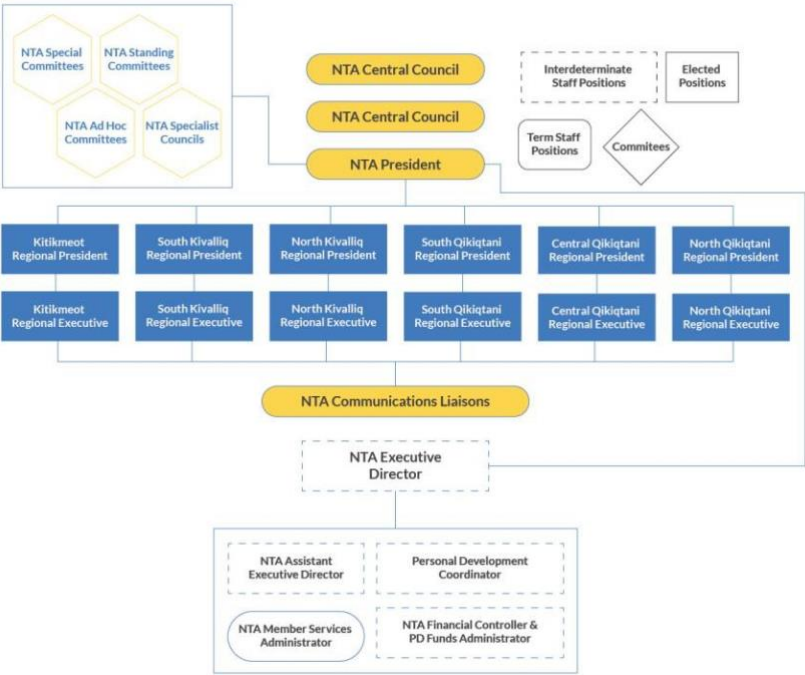 NTA Special
Committees
NTA Standing
Committees
NTA Ad Hoc
Committees
NTA Specialist
Councils
NTA Central Council
NTA Central Council
NTA President
Interdeterminate
Staff Positions
Elected
Positions
Term Staff
Positions
Commitees
Kitikmeot
Regional President
South Kivalliq
Regional President
North Kivalliq
Regional President
South Qikiqtani
Regional President
Central Qikiqtani
Regional President
North Qikiqtani
Regional President
Kitikmeot
Regional Executive
South Kivalliq
Regional Executive
North Kivalliq
Regional Executive
South Qikiqtani
Regional Executive
Central Qikiqtani
Regional Executive
North Qikiqtani
Regional Executive
NTA Communications Liaisons
NTA Executive
Director
NTA Assistant
Executive Director
Personal Development
Coordinator
NTA Member Services
Administrator
NTA Financial Controller &
PD Funds Administrator